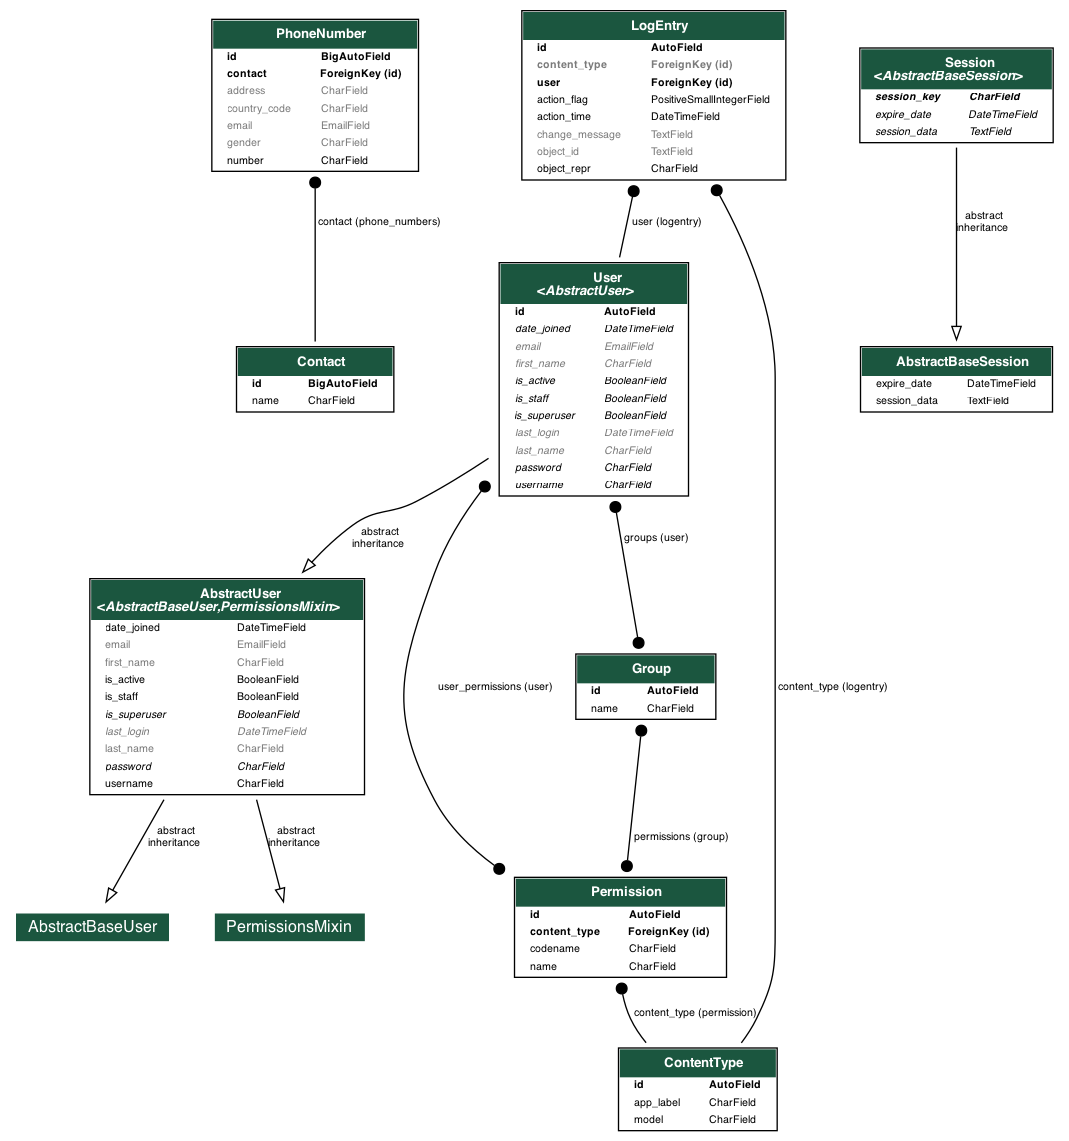 PhoneNumber
id BigAutoField
contact ForeignKey (id)
address CharField
country_code CharField
email EmailField
gender CharField
number CharField
LogEntry
id AutoField
content_type ForeignKey (id)
user ForeignKey (id)
action_flag PositiveSmallIntegerField
action_time DateTimeField
change_message TextField
object_id TextField
object_repr CharField
Session
<AbstractBaseSession>
session_key CharField
expire_date DateTimeField
session_data TextField
contact (phone_numbers)
user (logentry)
abstract
inheritance
User
<AbstractUser>
id AutoField
date_joined DateTimeField
email EmailField
first_name CharField
is_active BooleanField
is_staff BooleanField
is_superuser BooleanField
last_login DateTimeField
last_name CharField
password CharField
username CharField
Contact
id BigAutoField
name CharField
AbstractBaseSession
expire_date DateTimeField
session_data TextField
abstract
inheritance
groups (user)
AbstractUser
<AbstractBaseUser,PermissionsMixin>
date_joined DateTimeField
email EmailField
first_name CharField
is_active BooleanField
is_staff BooleanField
is_superuser BooleanField
last_login DateTimeField
last_name CharField
password CharField
username CharField
user_permissions (user)
Group
id AutoField
name CharField
content_type (logentry)
abstract
inheritance
abstract
inheritance
permissions (group)
AbstractBaseUser
PermissionsMixin
Permission
id AutoField
content_type ForeignKey (id)
codename CharField
name CharField
content_type (permission)
ContentType
id AutoField
app_label CharField
model CharField